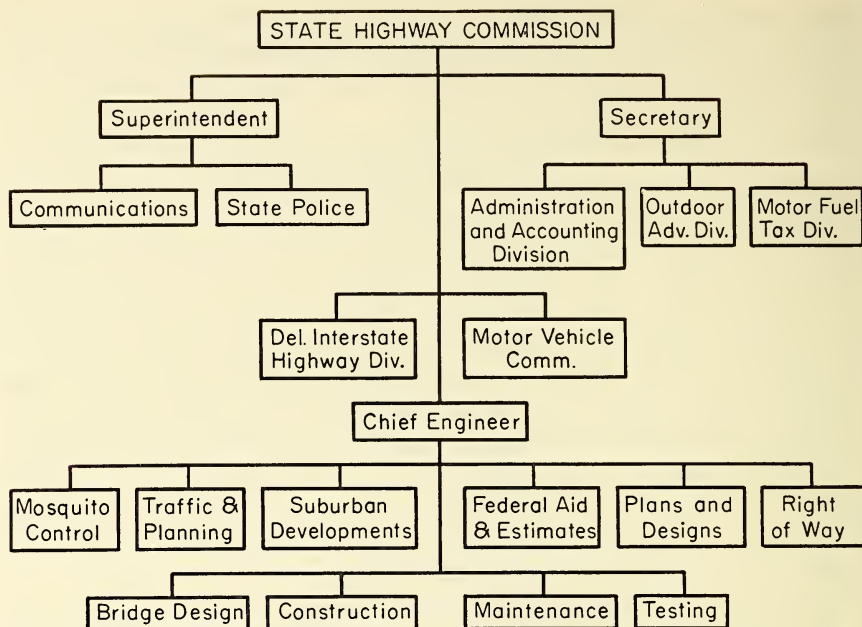 STATE HIGHWAY COMMISSION
Superintendent
Secretary
Communications
State Police
Administration
and Accounting
Division
Outdoor
Adv. Div.
Motor Fuel
Tax Div.
Del. Interstate
Highway Div.
Motor Vehicle
Comm.
Chief Engineer
Mosquito
Control
Traffic &
Planning
Suburban
Developments
Federal Aid
& Estimates
Plans and
Designs
Right
of Way
Bridge Design
Construction
Maintenance
Testing